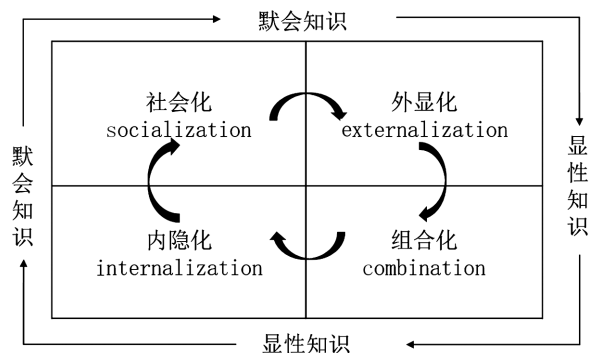 默会知识
社会化
socialization
外显化
externalization
默会知识
显性知识
内隐化
internalization
组合化
combination
显性知识